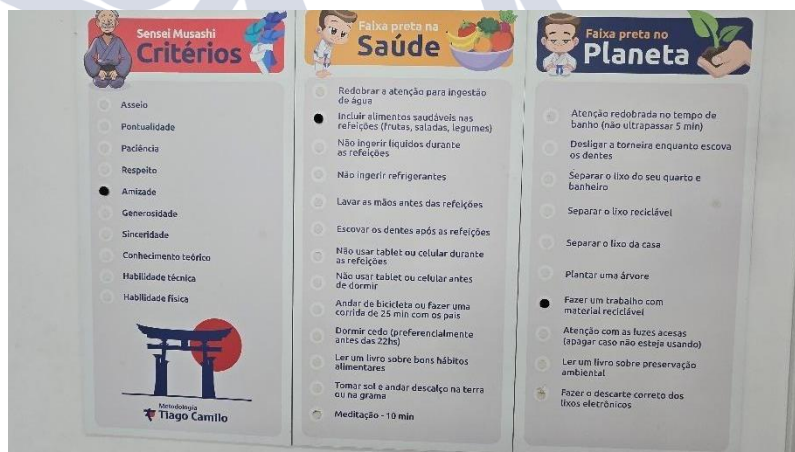 Sensei Musashi
Critérios
Asseio
Pontualidade
Paciência
Respeito
Amizade
Generosidade
Sinceridade
Conhecimento teórico
Habilidade técnica
Habilidade física
Metodologia
Tiago Camilo
Faixa preta na
Saúde
Redobrar a atenção para ingestão
de água
Incluir alimentos saudáveis nas
refeições (frutas, saladas, legumes)
Não ingerir líquidos durante
as refeições
Não ingerir refrigerantes
Lavar as mãos antes das refeições
Escovar os dentes após as refeições
Não usar tablet ou celular durante
as refeições
Não usar tablet ou celular antes
de dormir
Andar de bicicleta ou fazer uma
corrida de 25 min com os pais
Dormir cedo (preferencialmente
antes das 22hs)
Ler um livro sobre bons hábitos
alimentares
Tomar sol e andar descalço na terra
ou na grama
Meditação - 10 min
Faixa preta no
Planeta
Atenção redobrada no tempo de
banho (não ultrapassar 5 min)
Desligar a torneira enquanto escova
os dentes
Separar o lixo do seu quarto e
banheiro
Separar o lixo reciclável
Separar o lixo da casa
Plantar uma árvore
Fazer um trabalho com
material reciclável
Atenção com as luzes acesas
(apagar caso não esteja usando)
Ler um livro sobre preservação
ambiental
Fazer o descarte correto dos
lixos eletrônicos